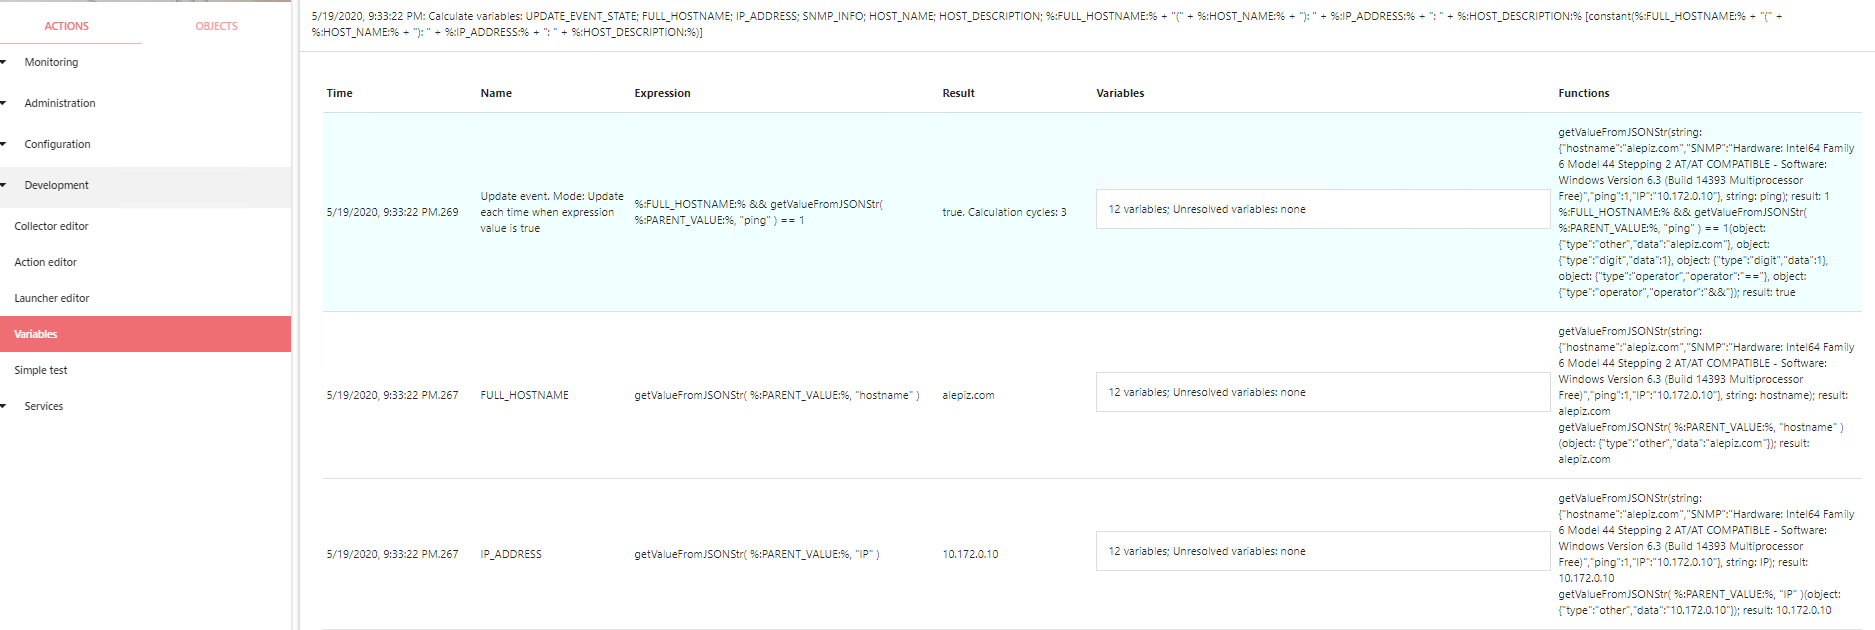 ACTIONS
OBJECTS
Monitoring
Administration
Configuration
Development
Collector editor
Action editor
Launcher editor
Variables
Simple test
Services
5/19/2020, 9:33:22 PM: Calculate variables: UPDATE_EVENT_STATE; FULL_HOSTNAME; IP_ADDRESS; SNMP_INFO; HOST_NAME; HOST_DESCRIPTION; %:FULL_HOSTNAME:% + "(" + %:HOST_NAME:% + "): " + %:IP_ADDRESS:% + ": " + %:HOST_DESCRIPTION:% [constant(%:FULL_HOSTNAME:% + "(" +
%:HOST_NAME:% + "): " + %:IP_ADDRESS:% + ": " + %:HOST_DESCRIPTION:%)]
Time
Name
Expression
Result
Variables
Functions
5/19/2020, 9:33:22 PM.269
Update event. Mode: Update
each time when expression
value is true
%:FULL_HOSTNAME:% && getValueFromJSONStr(
%:PARENT_VALUE:%, "ping" ) == 1
true. Calculation cycles: 3
12 variables; Unresolved variables: none
getValueFromJSONStr(string:
{"hostname":"alepiz.com","SNMP":"Hardware: Intel64 Family
6 Model 44 Stepping 2 AT/AT COMPATIBLE - Software:
Windows Version 6.3 (Build 14393 Multiprocessor
Free)","ping":1,"IP":"10.172.0.10"}, string: ping); result: 1
%:FULL_HOSTNAME:% && getValueFromJSONStr(
%:PARENT_VALUE:%, "ping" ) == 1(object:
{"type":"other","data":"alepiz.com"}, object:
{"type":"digit","data":1}, object: {"type":"digit","data":1},
object: {"type":"operator","operator":"=="}, object:
{"type":"operator","operator":"&&"}); result: true
5/19/2020, 9:33:22 PM.267
FULL_HOSTNAME
getValueFromJSONStr( %:PARENT_VALUE:%, "hostname" )
alepiz.com
12 variables; Unresolved variables: none
getValueFromJSONStr(string:
{"hostname":"alepiz.com","SNMP":"Hardware: Intel64 Family
6 Model 44 Stepping 2 AT/AT COMPATIBLE - Software:
Windows Version 6.3 (Build 14393 Multiprocessor
Free)","ping":1,"IP":"10.172.0.10"}, string: hostname); result:
alepiz.com
getValueFromJSONStr( %:PARENT_VALUE:%, "hostname" )
(object: {"type":"other","data":"alepiz.com"}); result:
alepiz.com
5/19/2020, 9:33:22 PM.267
IP_ADDRESS
getValueFromJSONStr( %:PARENT_VALUE:%, "IP" )
10.172.0.10
12 variables; Unresolved variables: none
getValueFromJSONStr(string:
{"hostname":"alepiz.com","SNMP":"Hardware: Intel64 Family
6 Model 44 Stepping 2 AT/AT COMPATIBLE - Software:
Windows Version 6.3 (Build 14393 Multiprocessor
Free)","ping":1,"IP":"10.172.0.10"}, string: IP); result:
10.172.0.10
getValueFromJSONStr( %:PARENT_VALUE:%, "IP" )(object:
{"type":"other","data":"10.172.0.10"}); result: 10.172.0.10